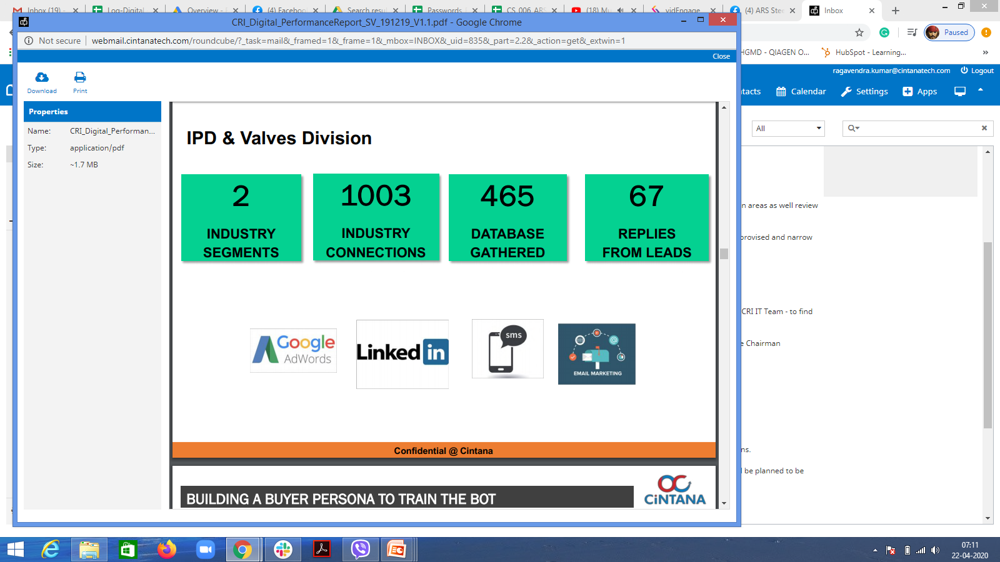 Inbox (19) -
Log-Digital
Overview -
(4) Facebook
Search resu
Passwords
CS_006_ARS
(18) Mu
vidEngage
(4) ARS Stee
Inbox
CRI_Digital_PerformanceReport_SV_191219_V1.1.pdf - Google Chrome
Not secure
webmail.cintanatech.com/roundcube/?_task=mail&_framed=1&_frame=1&_mbox=INBOX&_uid=835&_part=2.2&_action=get&_extwin=1
Paused
HGMD - QIAGEN O...
HubSpot - Learning...
»
Close
ragavendra.kumar@cintanatech.com
Logout
ntacts
Calendar
Settings
Apps
Download
Print
Properties
Name: CRI_Digital_Performan...
Type: application/pdf
Size: ~1.7 MB
All
IPD & Valves Division
2
INDUSTRY
SEGMENTS
1003
INDUSTRY
CONNECTIONS
465
DATABASE
GATHERED
67
REPLIES
FROM LEADS
Google
AdWords
Linked in
sms
EMAIL MARKETING
Confidential @ Cintana
BUILDING A BUYER PERSONA TO TRAIN THE BOT
CiNTANA
n areas as well review
provised and narrow
CRI IT Team - to find
e Chairman
ns.
l be planned to be
07:11
22-04-2020